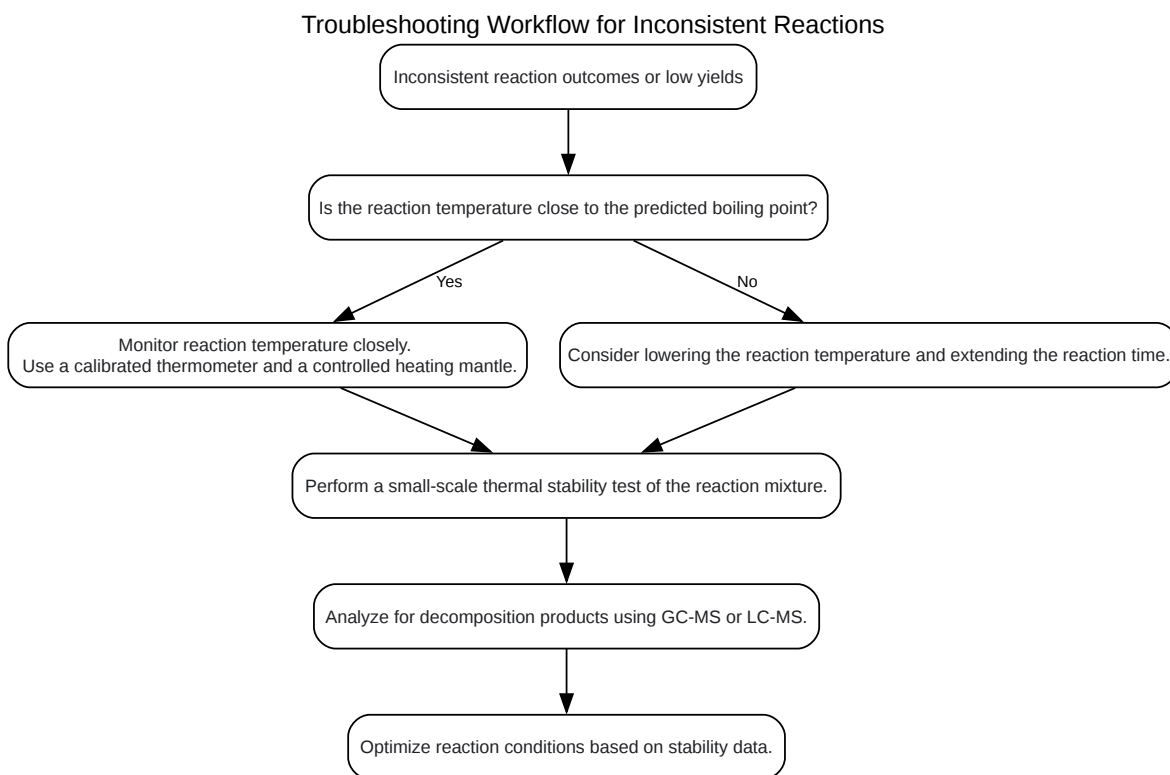 Troubleshooting Workflow for Inconsistent Reactions
Inconsistent reaction outcomes or low yields
Is the reaction temperature close to the predicted boiling point?
Yes
No
Monitor reaction temperature closely.
Use a calibrated thermometer and a controlled heating mantle.
Consider lowering the reaction temperature and extending the reaction time.
Perform a small-scale thermal stability test of the reaction mixture.
Analyze for decomposition products using GC-MS or LC-MS.
Optimize reaction conditions based on stability data.